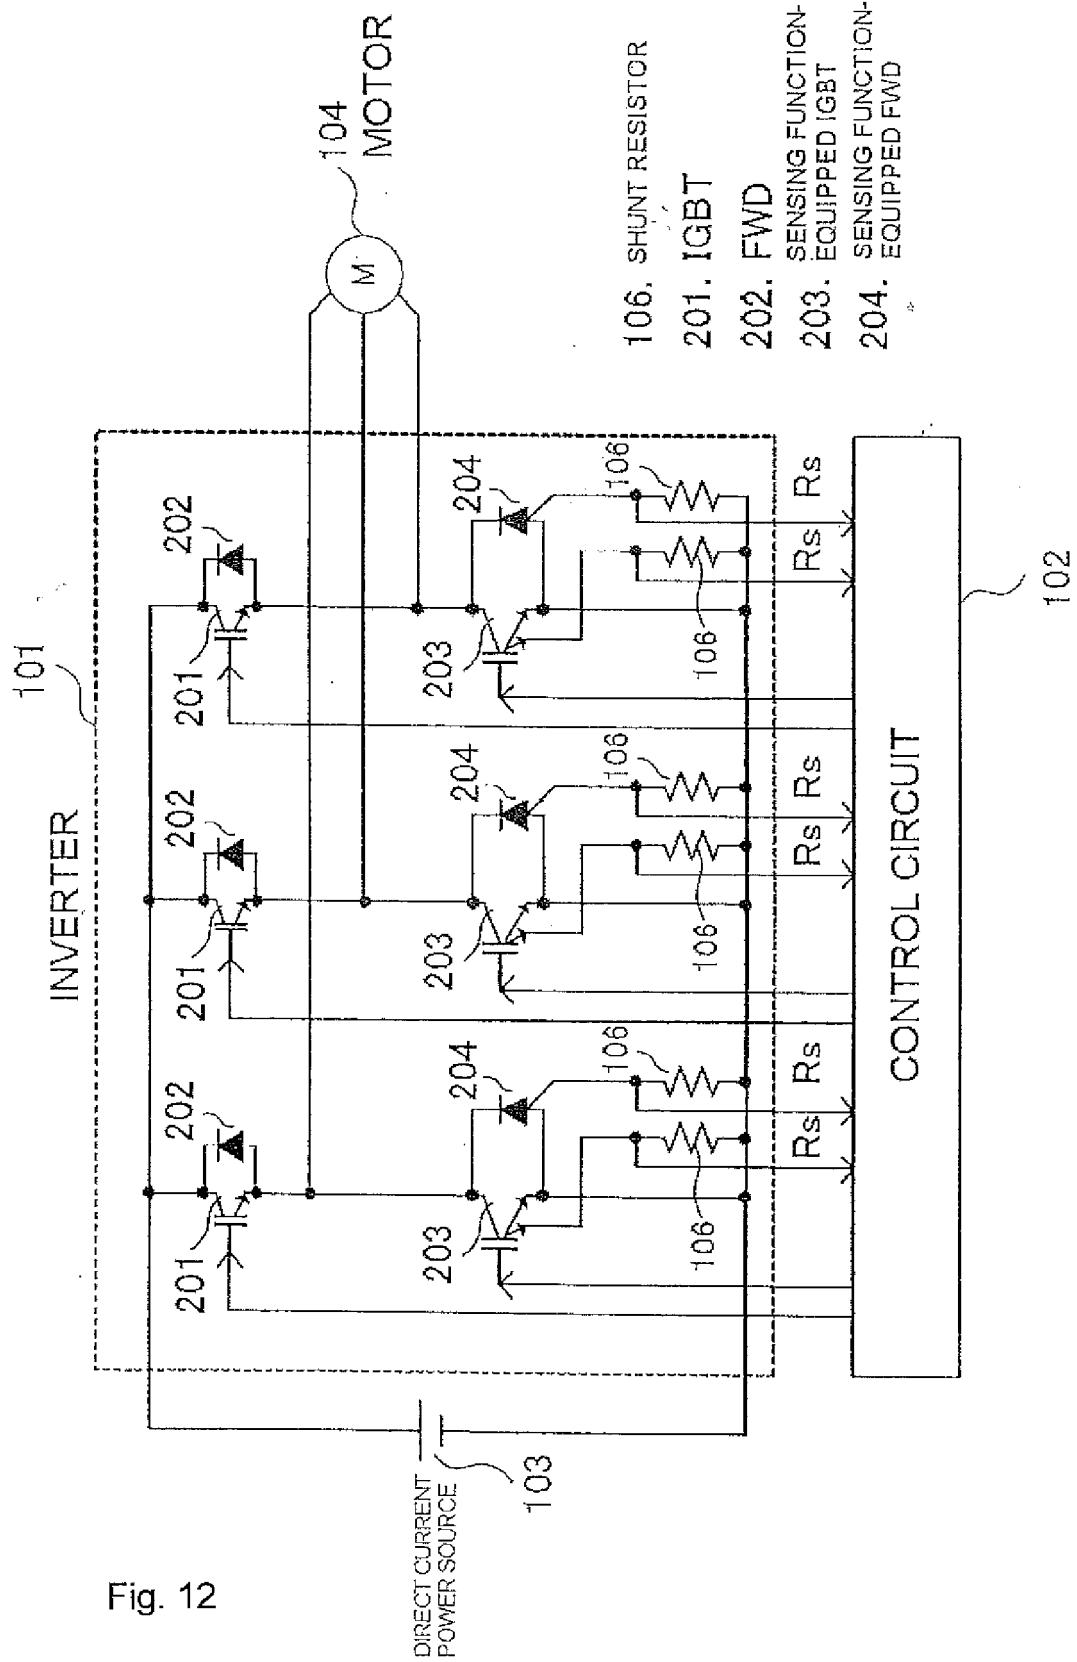 Fig. 12
INVERTER
101
201
202
201
202
201
202
104
MOTOR
M
DIRECT CURRENT
POWER SOURCE
103
203
204
203
204
203
204
106
106
106
106
106
106
Rs
Rs
Rs
Rs
Rs
Rs
CONTROL CIRCUIT
102
106. SHUNT RESISTOR
201. IGBT
202. FWD
203. SENSING FUNCTION-
EQUIPPED IGBT
204. SENSING FUNCTION-
EQUIPPED FWD